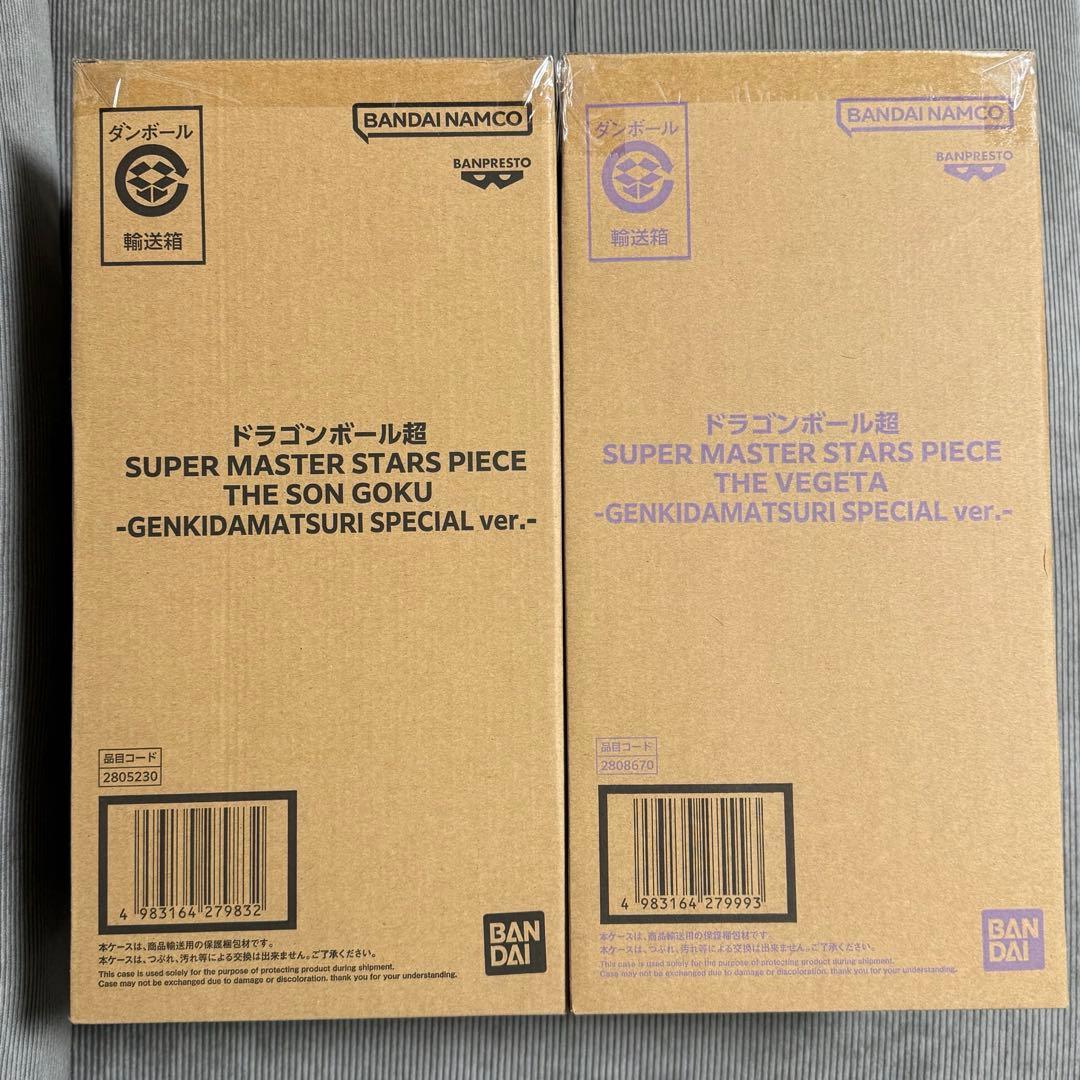 ダンボール
輸送箱
BANDAI NAMCO
BANPRESTO
ドラゴンボール超
SUPER MASTER STARS PIECE
THE SON GOKU
-GENKIDAMATSURI SPECIAL ver.-
品目コード
2805230
4 983164 279832
本ケースは、商品輸送用の保護梱包材です。
本ケースは、つぶれ、汚れ等による交換は出来ません。ご了承ください。
This case is used solely for the purpose of protecting product during shipment.
Case may not be exchanged due to damage or discoloration. thank you for your understanding.
BAN
DAI
ダンボール
輸送箱
BANDAI NAMCO
BANPRESTO
ドラゴンボール超
SUPER MASTER STARS PIECE
THE VEGETA
-GENKIDAMATSURI SPECIAL ver.-
品目コード
2808670
4 983164 279993
本ケースは、商品輸送用の保護梱包材です。
本ケースは、つぶれ、汚れ等による交換は出来ません。ご了承ください。
This case is used solely for the purpose of protecting product during shipment.
Case may not be exchanged due to damage or discoloration. thank you for your understanding.
BAN
DAI